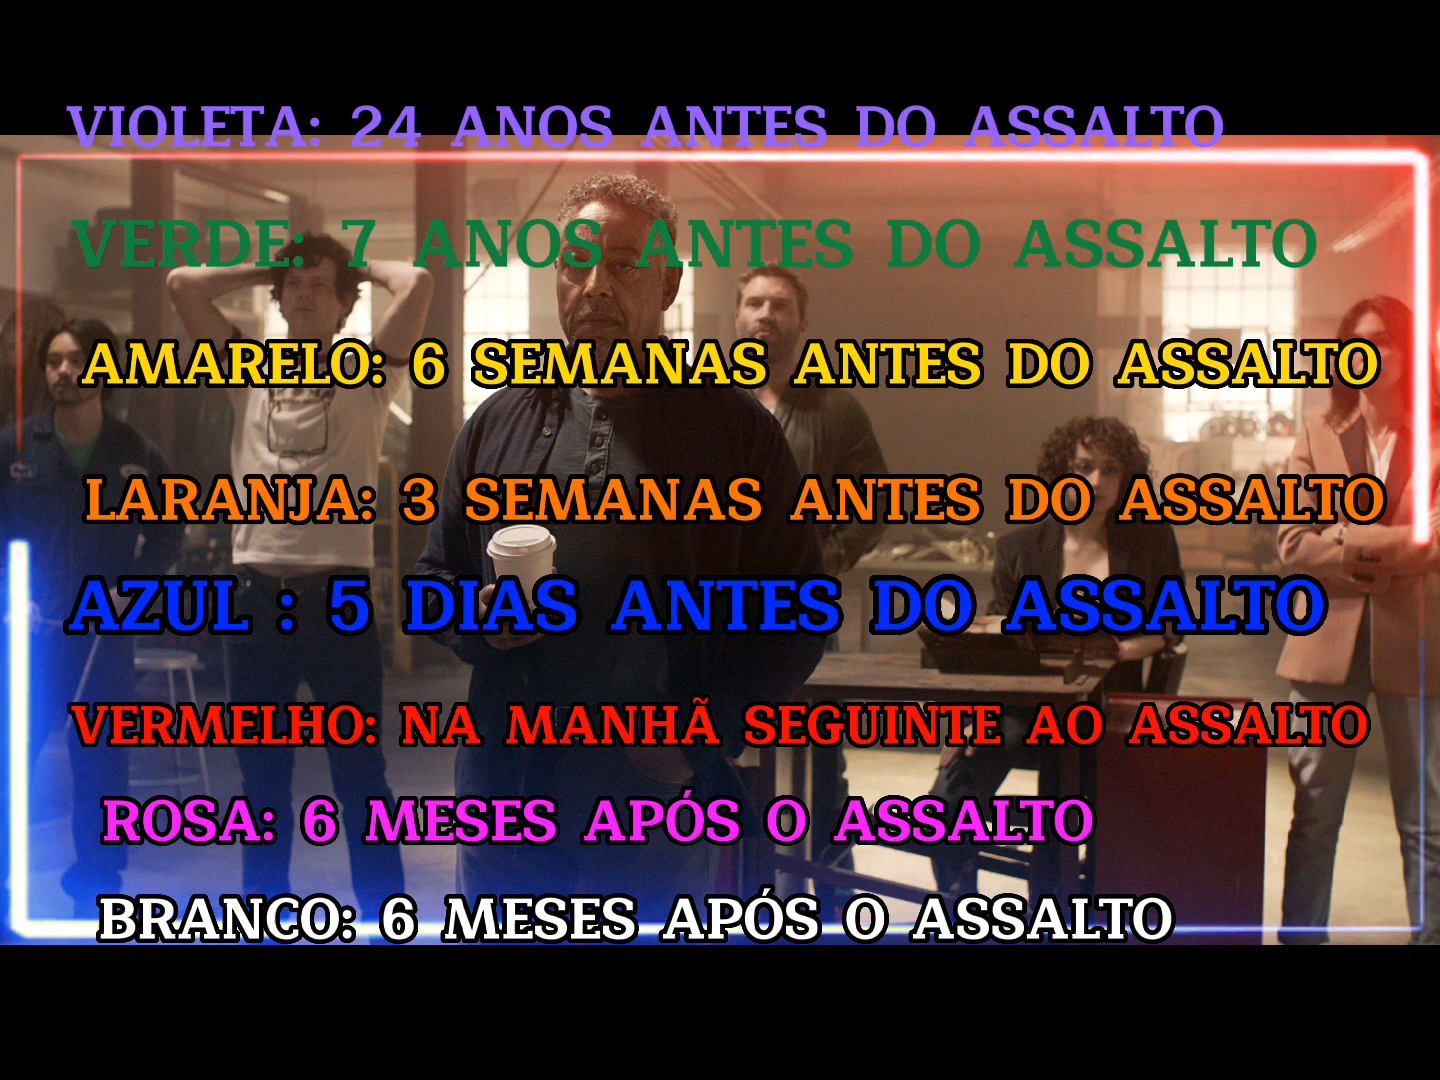 VIOLETA: 24 ANOS ANTES DO ASSALTO
VERDE: 7 ANOS ANTES DO ASSALTO
AMARELO: 6 SEMANAS ANTES DO ASSALTO
LARANJA: 3 SEMANAS ANTES DO ASSALTO
AZUL : 5 DIAS ANTES DO ASSALTO
VERMELHO: NA MANHÃ SEGUINTE AO ASSALTO
ROSA: 6 MESES APÓS O ASSALTO
BRANCO: 6 MESES APÓS O ASSALTO